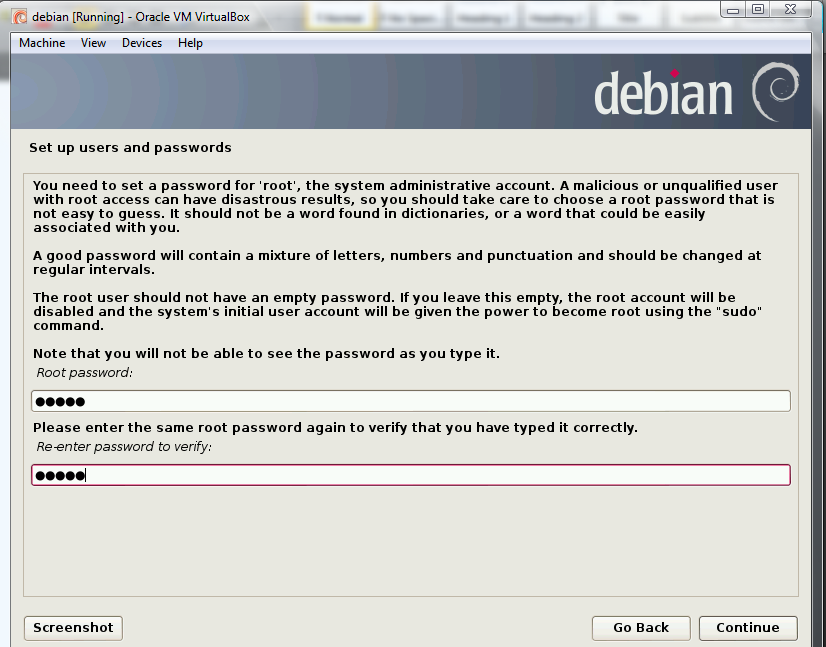 debian [Running] - Oracle VM VirtualBox
Machine View Devices Help
debian
Set up users and passwords
You need to set a password for 'root', the system administrative account. A malicious or unqualified user
with root access can have disastrous results, so you should take care to choose a root password that is
not easy to guess. It should not be a word found in dictionaries, or a word that could be easily
associated with you.
A good password will contain a mixture of letters, numbers and punctuation and should be changed at
regular intervals.
The root user should not have an empty password. If you leave this empty, the root account will be
disabled and the system's initial user account will be given the power to become root using the "sudo"
command.
Note that you will not be able to see the password as you type it.
Root password:
●●●●●
Please enter the same root password again to verify that you have typed it correctly.
Re-enter password to verify:
●●●●●
Screenshot Go Back Continue